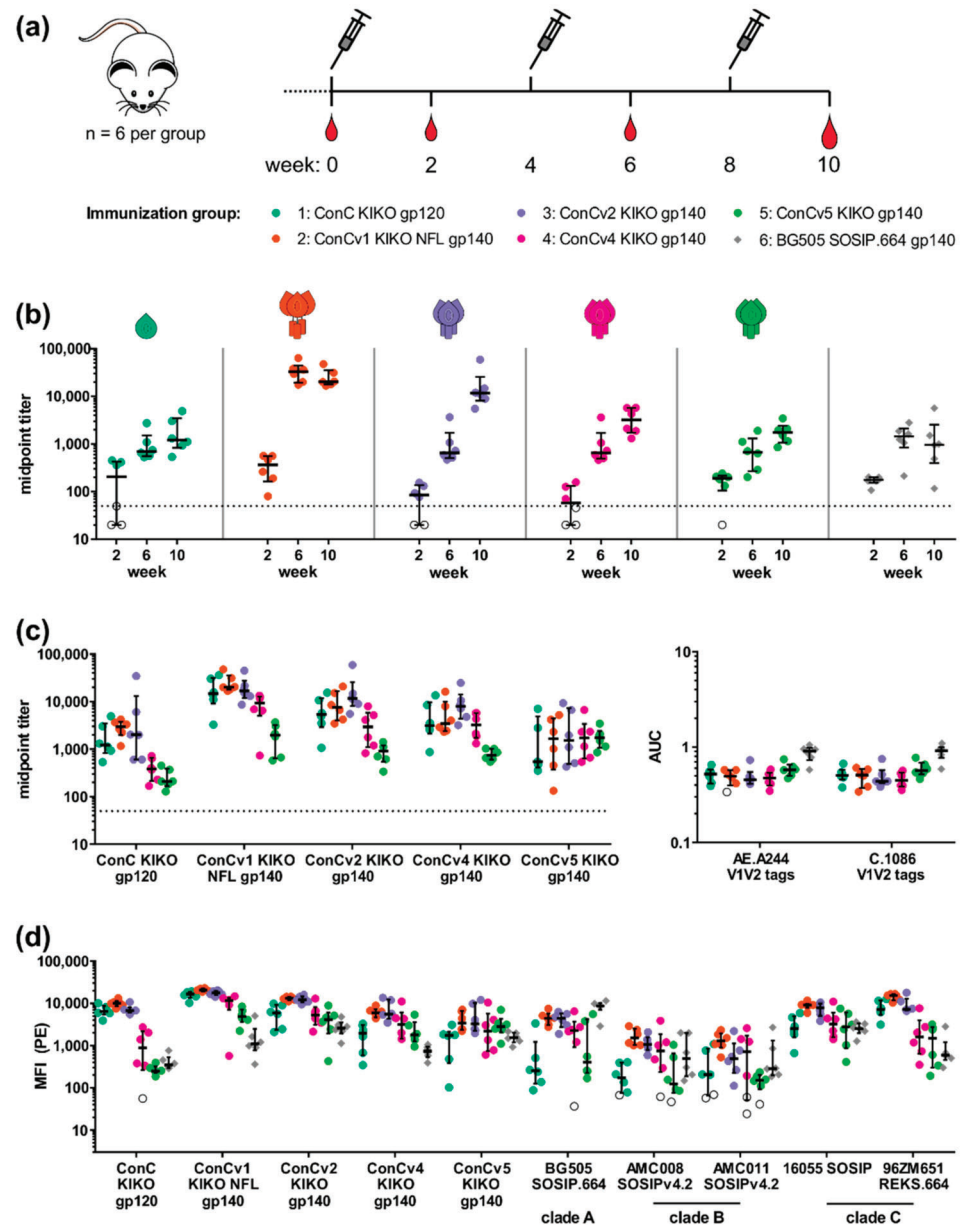 (a)
n = 6 per group
week: 0 2 4 6 8 10
Immunization group:
1: ConC KIKO gp120
3: ConCv2 KIKO gp140
5: ConCv5 KIKO gp140
2: ConCv1 KIKO NFL gp140
4: ConCv4 KIKO gp140
6: BG505 SOSIP.664 gp140
(b)
midpoint titer
100,000
10,000
1,000
100
10
2 6 10 2 6 10 2 6 10 2 6 10 2 6 10 2 6 10
week week week week week week
(c)
midpoint titer
100,000
10,000
1,000
100
10
ConC KIKO
gp120
ConCv1 KIKO
NFL gp140
ConCv2 KIKO
gp140
ConCv4 KIKO
gp140
ConCv5 KIKO
gp140
AUC
10
1
0.1
AE.A244
V1V2 tags
C.1086
V1V2 tags
(d)
MFI (PE)
100,000
10,000
1,000
100
10
ConC
KIKO
gp120
ConCv1
KIKO NFL
gp140
ConCv2
KIKO
gp140
ConCv4
KIKO
gp140
ConCv5
KIKO
gp140
BG505
SOSIP.664
AMC008
SOSIPv4.2
AMC011
SOSIPv4.2
16055 SOSIP
96ZM651
REKS.664
clade A
clade B
clade C